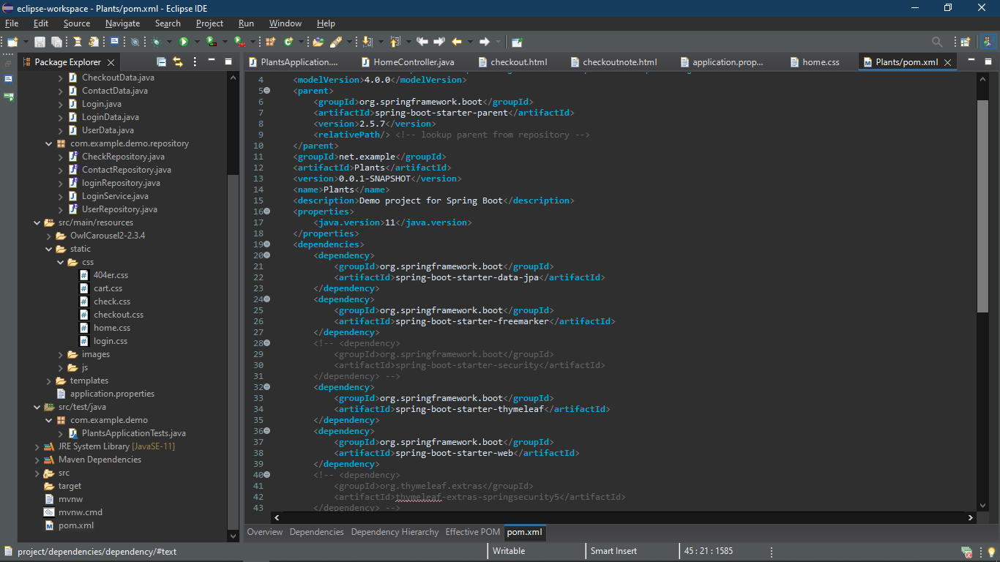 eclipse-workspace - Plants/pom.xml - Eclipse IDE
File Edit Source Navigate Search Project Run Window Help
Package Explorer
CheckoutData.java
ContactData.java
Login.java
LoginData.java
UserData.java
com.example.demo.repository
CheckRepository.java
ContactRepository.java
loginRepository.java
LoginService.java
UserRepository.java
src/main/resources
OwlCarousel2-2.3.4
static
css
404er.css
cart.css
check.css
checkout.css
home.css
login.css
images
js
templates
application.properties
src/test/java
com.example.demo
PlantsApplicationTests.java
JRE System Library [JavaSE-11]
Maven Dependencies
src
target
mvnw
mvnw.cmd
pom.xml
PlantsApplication.... HomeController.java checkout.html checkoutnote.html application.prop... home.css Plants/pom.xml
4 <modelVersion>4.0.0</modelVersion>
5 <parent>
6 <groupId>org.springframework.boot</groupId>
7 <artifactId>spring-boot-starter-parent</artifactId>
8 <version>2.5.7</version>
9 <relativePath/> <!-- lookup parent from repository -->
10 </parent>
11 <groupId>net.example</groupId>
12 <artifactId>Plants</artifactId>
13 <version>0.0.1-SNAPSHOT</version>
14 <name>Plants</name>
15 <description>Demo project for Spring Boot</description>
16 <properties>
17 <java.version>11</java.version>
18 </properties>
19 <dependencies>
20 <dependency>
21 <groupId>org.springframework.boot</groupId>
22 <artifactId>spring-boot-starter-data-jpa</artifactId>
23 </dependency>
24 <dependency>
25 <groupId>org.springframework.boot</groupId>
26 <artifactId>spring-boot-starter-freemarker</artifactId>
27 </dependency>
28 <!-- <dependency>
29 <groupId>org.springframework.boot</groupId>
30 <artifactId>spring-boot-starter-security</artifactId>
31 </dependency> -->
32 <dependency>
33 <groupId>org.springframework.boot</groupId>
34 <artifactId>spring-boot-starter-thymeleaf</artifactId>
35 </dependency>
36 <dependency>
37 <groupId>org.springframework.boot</groupId>
38 <artifactId>spring-boot-starter-web</artifactId>
39 </dependency>
40 <!-- <dependency>
41 <groupId>org.thymeleaf.extras</groupId>
42 <artifactId>thymeleaf-extras-springsecurity5</artifactId>
43 </dependency> -->
Overview Dependencies Dependency Hierarchy Effective POM pom.xml
project/dependencies/dependency/#text Writable Smart Insert 45 : 21 : 1585